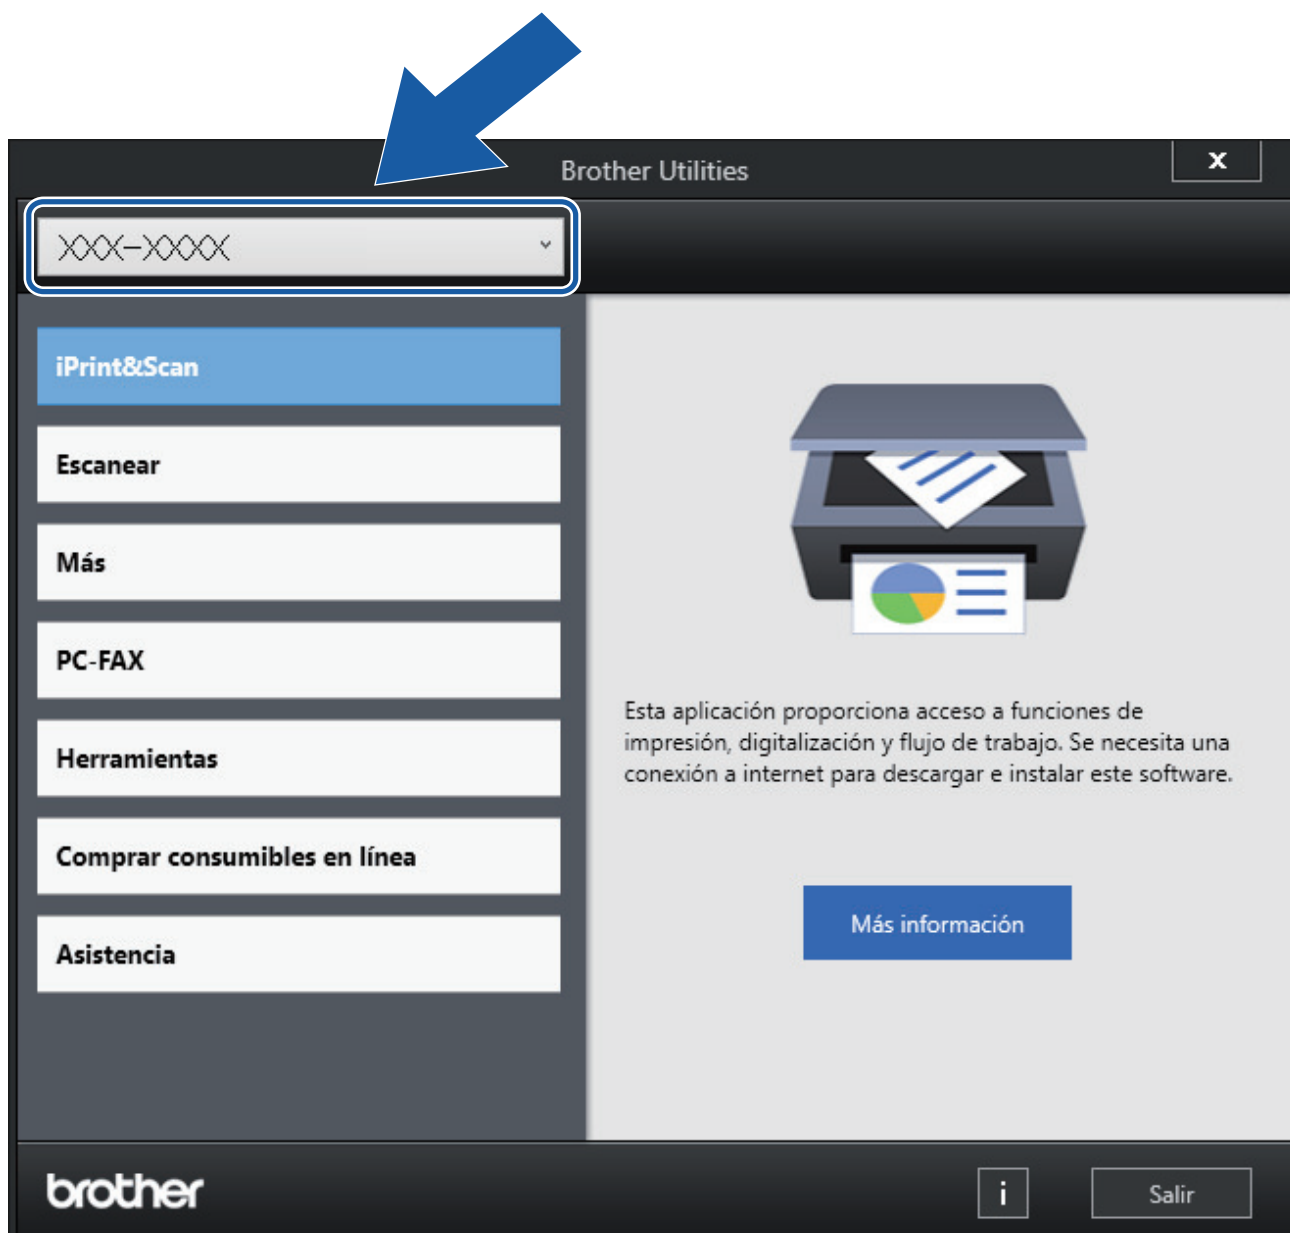 Brother Utilities
x
XXX-XXXX
iPrint&Scan
Escanear
Más
PC-FAX
Herramientas
Comprar consumibles en línea
Asistencia
Esta aplicación proporciona acceso a funciones de
impresión, digitalización y flujo de trabajo. Se necesita una
conexión a internet para descargar e instalar este software.
Más información
brother
i
Salir